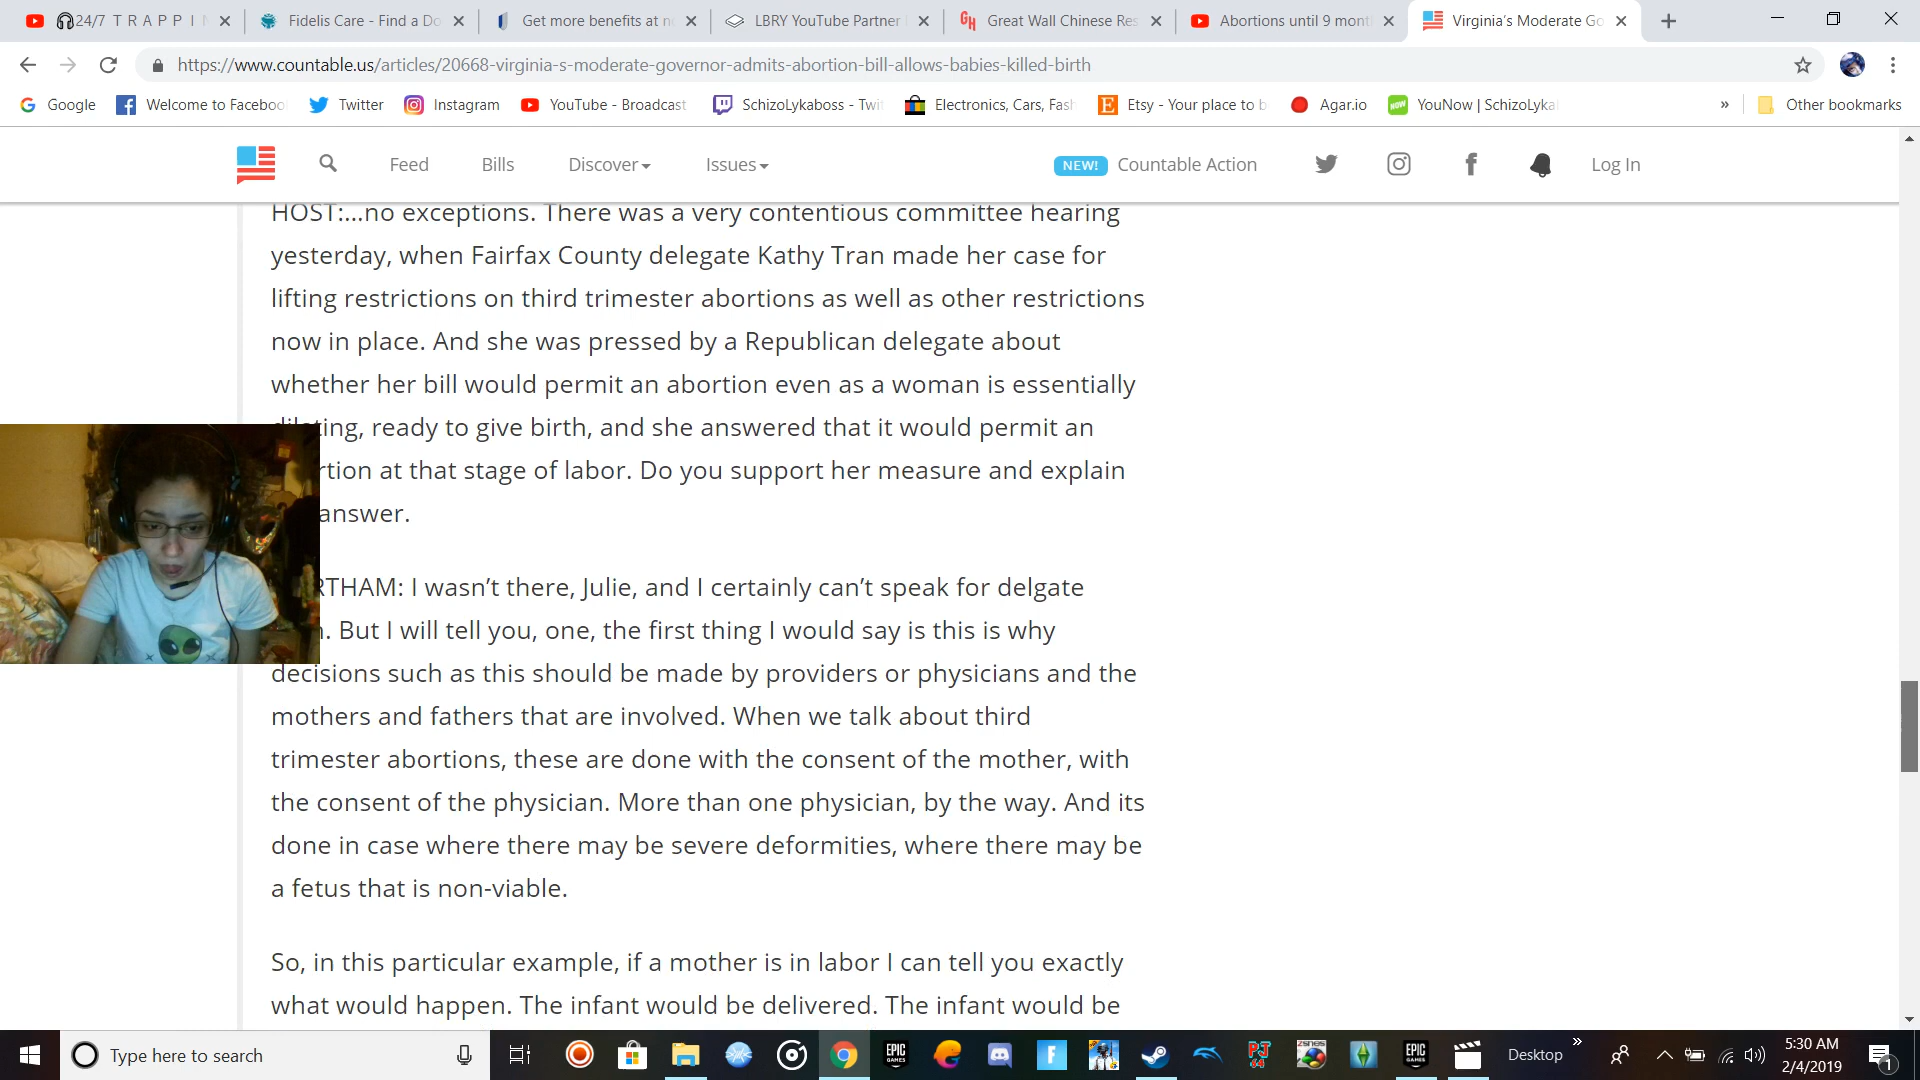 24/7 T R A P P I
Fidelis Care - Find a Do
Get more benefits at n
LBRY YouTube Partner
Great Wall Chinese Res
Abortions until 9 mont
Virginia's Moderate Go
https://www.countable.us/articles/20668-virginia-s-moderate-governor-admits-abortion-bill-allows-babies-killed-birth
Google
Welcome to Faceboo
Twitter
Instagram
YouTube - Broadcast
SchizoLykaboss - Twit
Electronics, Cars, Fash
Etsy - Your place to b
Agar.io
YouNow | SchizoLyka
»
Other bookmarks
Feed
Bills
Discover
Issues
NEW!
Countable Action
Log In
HOST:...no exceptions. There was a very contentious committee hearing
yesterday, when Fairfax County delegate Kathy Tran made her case for
lifting restrictions on third trimester abortions as well as other restrictions
now in place. And she was pressed by a Republican delegate about
whether her bill would permit an abortion even as a woman is essentially
ting, ready to give birth, and she answered that it would permit an
rtion at that stage of labor. Do you support her measure and explain
answer.
RTHAM: I wasn't there, Julie, and I certainly can't speak for delgate
. But I will tell you, one, the first thing I would say is this is why
decisions such as this should be made by providers or physicians and the
mothers and fathers that are involved. When we talk about third
trimester abortions, these are done with the consent of the mother, with
the consent of the physician. More than one physician, by the way. And its
done in case where there may be severe deformities, where there may be
a fetus that is non-viable.
So, in this particular example, if a mother is in labor I can tell you exactly
what would happen. The infant would be delivered. The infant would be
Type here to search
EPIC GAMES
PJ 64
ZSNES
EPIC GAMES
Desktop
»
5:30 AM
2/4/2019
1